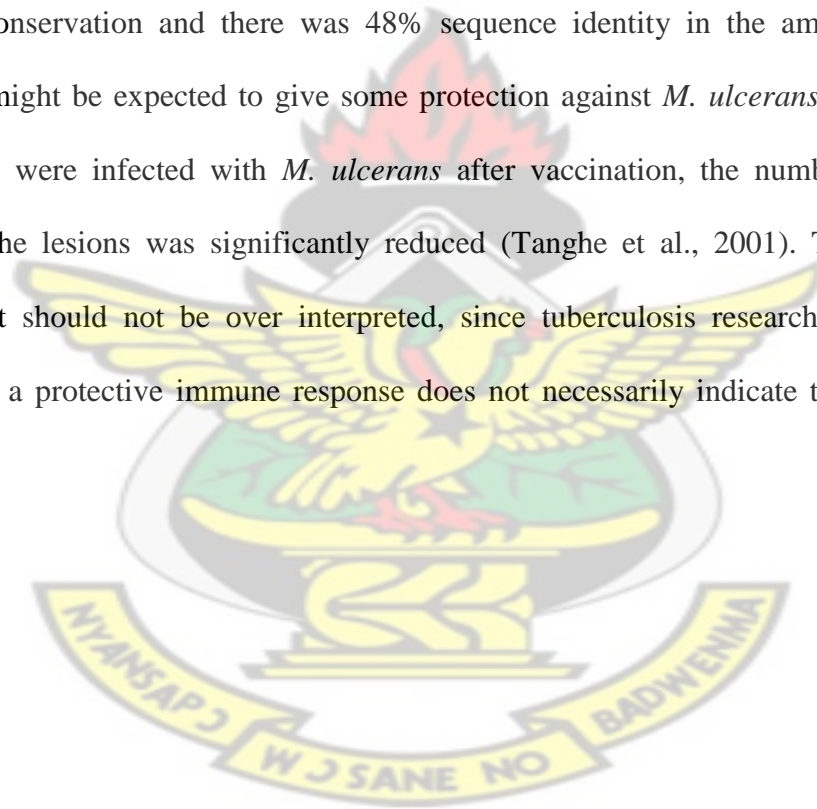 onservation and there was 48% sequence identity in the am
might be expected to give some protection against M. ulcerans
were infected with M. ulcerans after vaccination, the numb
he lesions was significantly reduced (Tanghe et al., 2001). T
t should not be over interpreted, since tuberculosis research
a protective immune response does not necessarily indicate t
NYANSAPƆ
WƆ SANE NO
BADWENMA